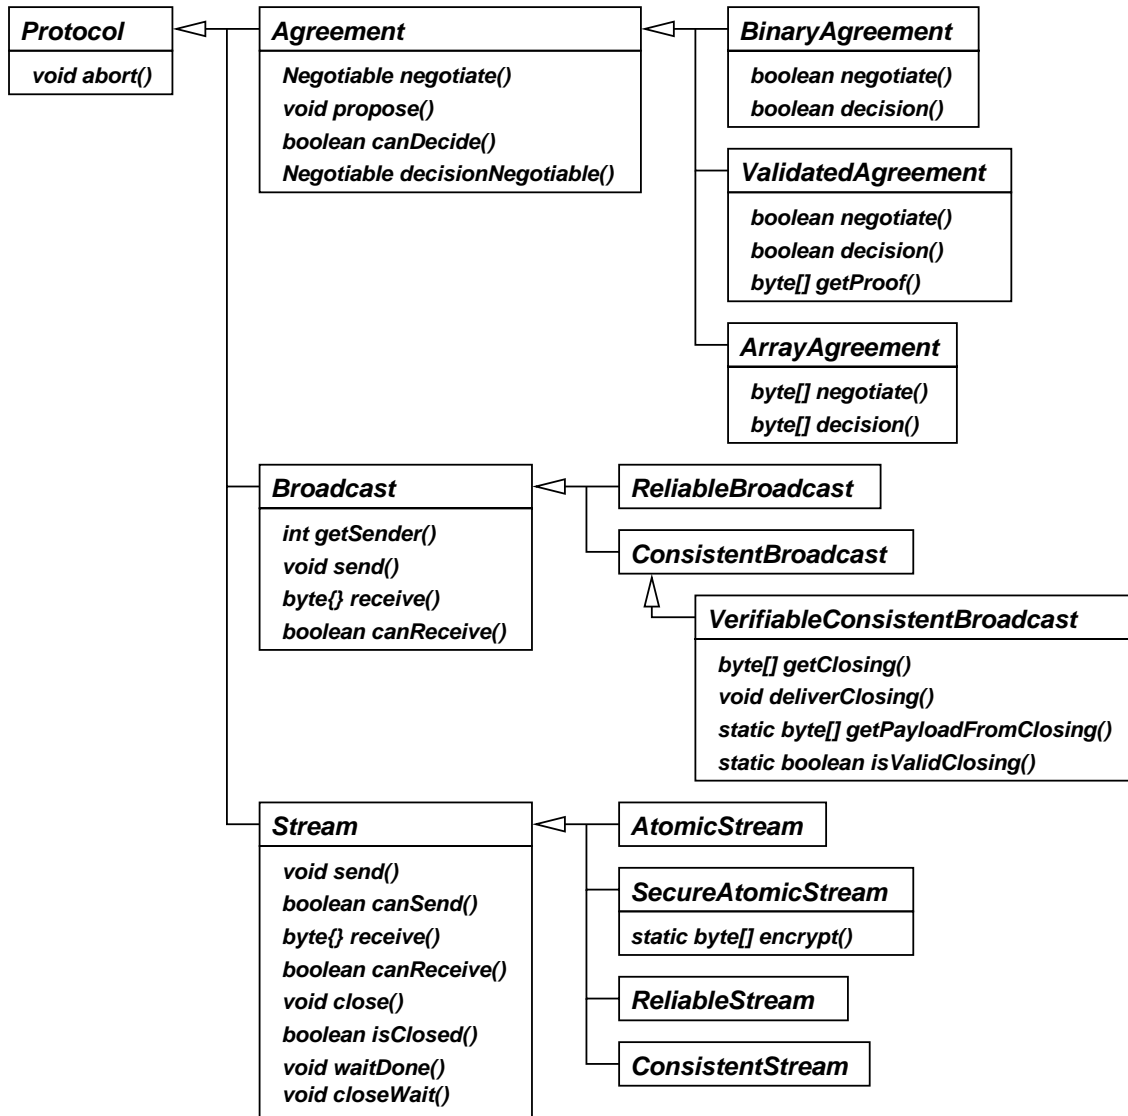 Protocol
void abort()
Agreement
Negotiable negotiate()
void propose()
boolean canDecide()
Negotiable decisionNegotiable()
BinaryAgreement
boolean negotiate()
boolean decision()
ValidatedAgreement
boolean negotiate()
boolean decision()
byte[] getProof()
ArrayAgreement
byte[] negotiate()
byte[] decision()
Broadcast
int getSender()
void send()
byte{} receive()
boolean canReceive()
ReliableBroadcast
ConsistentBroadcast
VerifiableConsistentBroadcast
byte[] getClosing()
void deliverClosing()
static byte[] getPayloadFromClosing()
static boolean isValidClosing()
Stream
void send()
boolean canSend()
byte{} receive()
boolean canReceive()
void close()
boolean isClosed()
void waitDone()
void closeWait()
AtomicStream
SecureAtomicStream
static byte[] encrypt()
ReliableStream
ConsistentStream